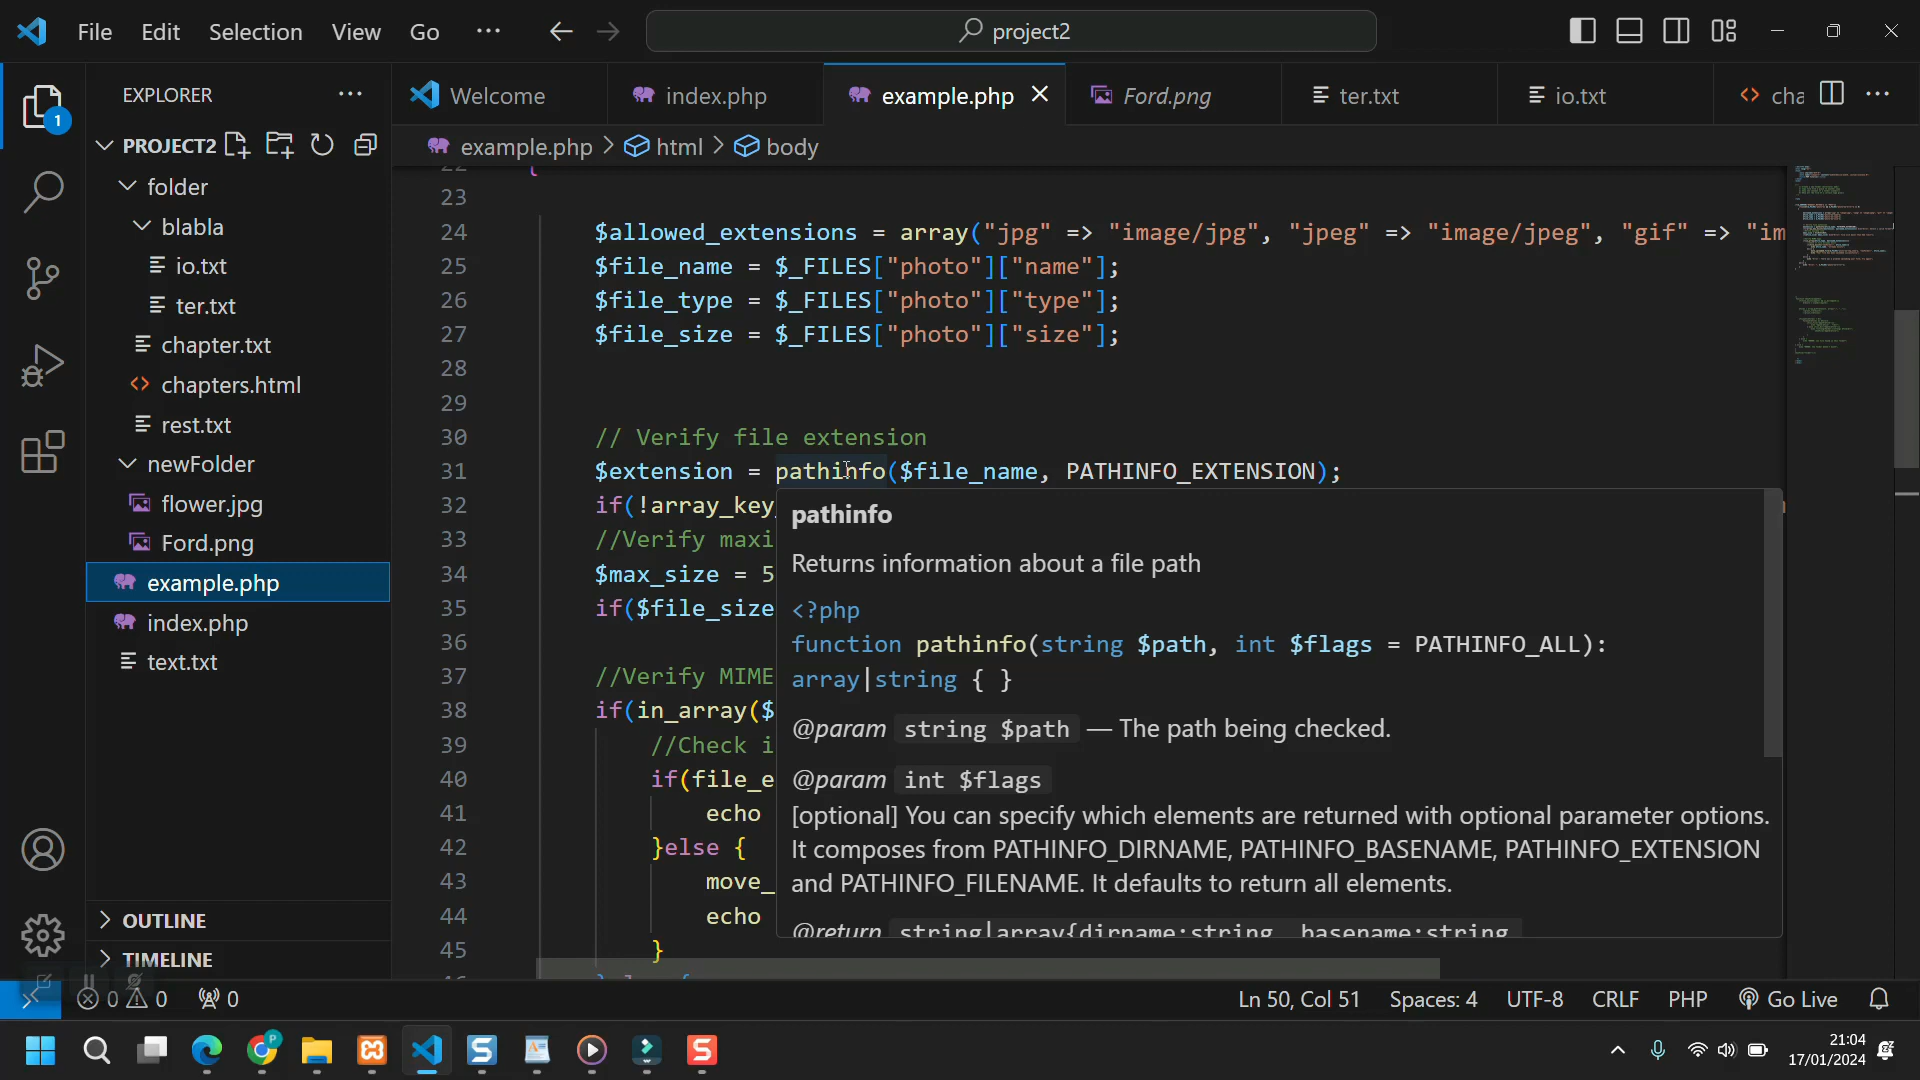 File Edit Selection View Go ··· project2
EXPLORER ···
Welcome index.php example.php Ford.png ter.txt io.txt cha ···
PROJECT2
example.php > html > body
folder
blabla
io.txt
ter.txt
chapter.txt
chapters.html
rest.txt
newFolder
flower.jpg
Ford.png
example.php
index.php
text.txt
OUTLINE
TIMELINE
22 {
23
24 $allowed_extensions = array("jpg" => "image/jpg", "jpeg" => "image/jpeg", "gif" => "im
25 $file_name = $_FILES["photo"]["name"];
26 $file_type = $_FILES["photo"]["type"];
27 $file_size = $_FILES["photo"]["size"];
28
29
30 // Verify file extension
31 $extension = pathinfo($file_name, PATHINFO_EXTENSION);
32 if(!array_key_
33 //Verify maxi
34 $max_size = 5
35 if($file_size
36
37 //Verify MIME
38 if(in_array($
39 //Check i
40 if(file_e
41 echo
42 }else {
43 move_
44 echo
45 }
pathinfo
Returns information about a file path
<?php
function pathinfo(string $path, int $flags = PATHINFO_ALL):
array|string { }
@param string $path — The path being checked.
@param int $flags
[optional] You can specify which elements are returned with optional parameter options.
It composes from PATHINFO_DIRNAME, PATHINFO_BASENAME, PATHINFO_EXTENSION
and PATHINFO_FILENAME. It defaults to return all elements.
@return string|array{dirname:string, basename:string,
0 0 0 Ln 50, Col 51 Spaces: 4 UTF-8 CRLF PHP Go Live
21:04
17/01/2024